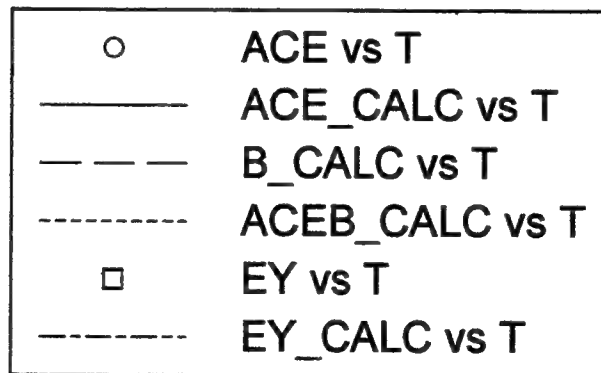 ACE vs T
ACE_CALC vs T
B_CALC vs T
ACEB_CALC vs T
EY vs T
EY_CALC vs T